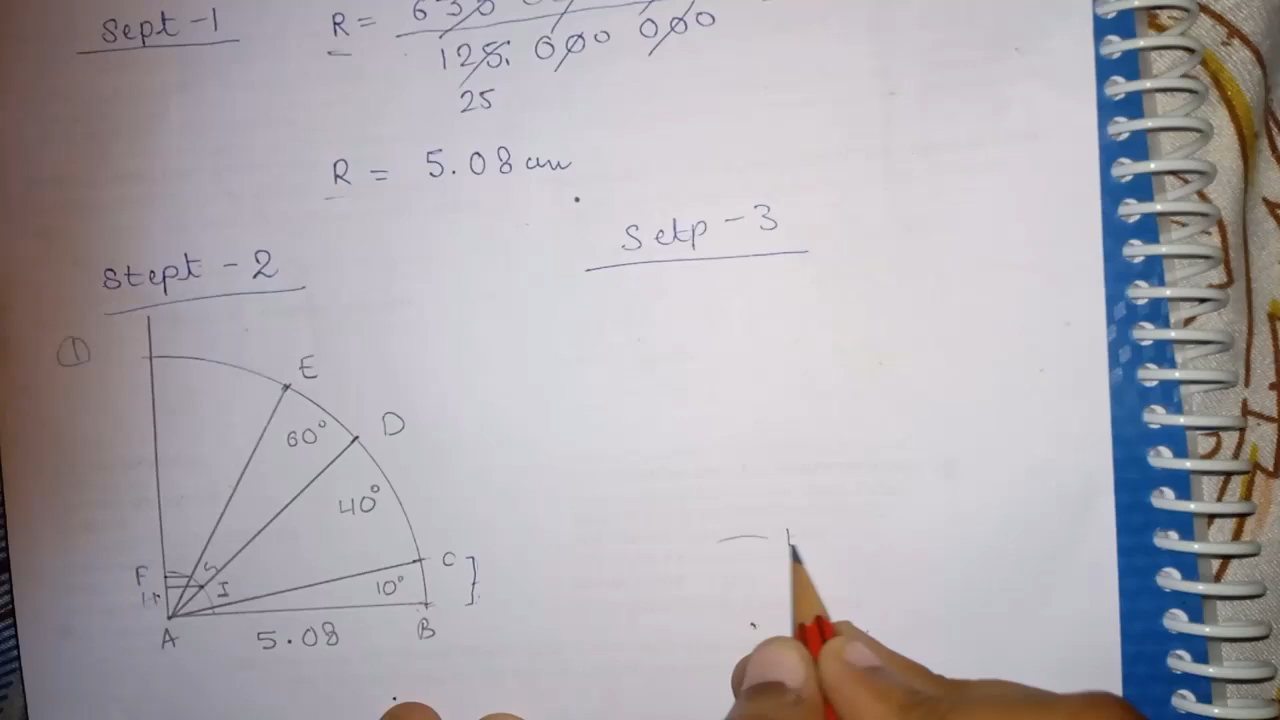 Sept-1
R =
125.000 000
25
R = 5.08 cm
Setp-3
Stept-2
1
E
60°
D
40°
F
C
I
10°
A
5.08
B